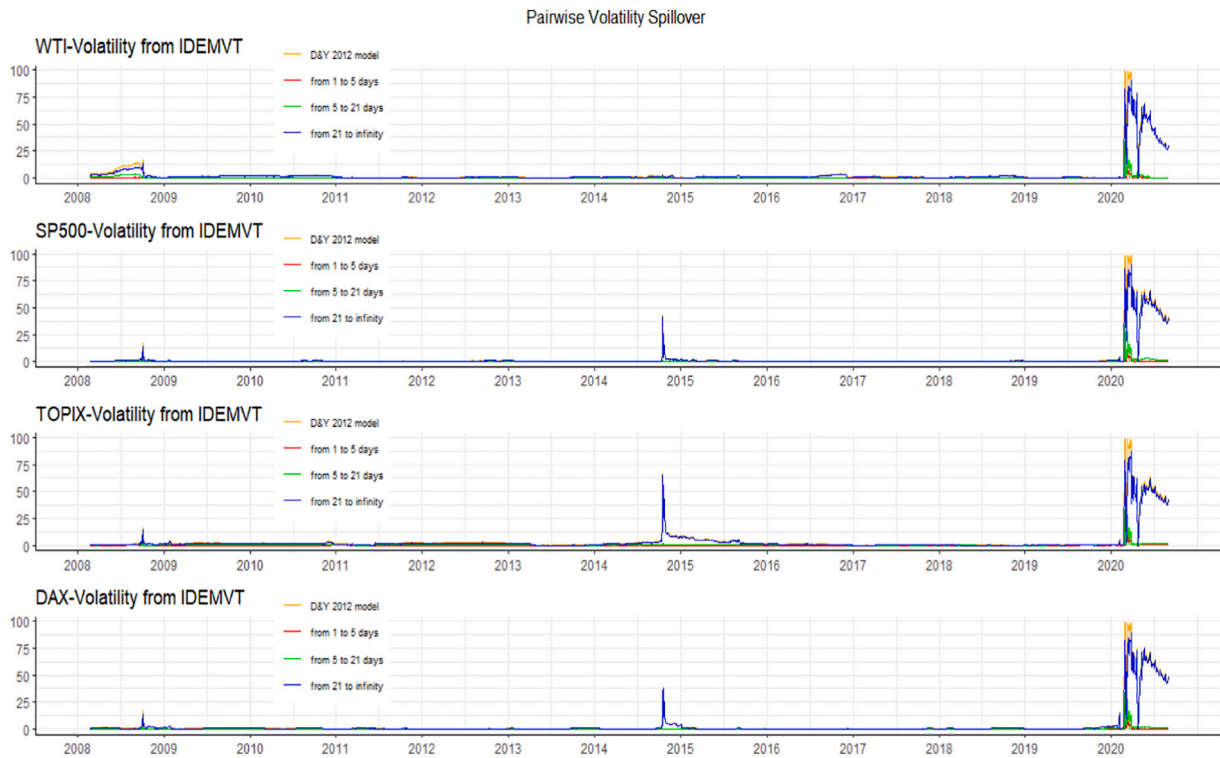 Pairwise Volatility Spillover
WTI-Volatility from IDEMVT
D&Y 2012 model
from 1 to 5 days
from 5 to 21 days
from 21 to infinity
100
75
50
25
0
2008 2009 2010 2011 2012 2013 2014 2015 2016 2017 2018 2019 2020
SP500-Volatility from IDEMVT
D&Y 2012 model
from 1 to 5 days
from 5 to 21 days
from 21 to infinity
100
75
50
25
0
2008 2009 2010 2011 2012 2013 2014 2015 2016 2017 2018 2019 2020
TOPIX-Volatility from IDEMVT
D&Y 2012 model
from 1 to 5 days
from 5 to 21 days
from 21 to infinity
100
75
50
25
0
2008 2009 2010 2011 2012 2013 2014 2015 2016 2017 2018 2019 2020
DAX-Volatility from IDEMVT
D&Y 2012 model
from 1 to 5 days
from 5 to 21 days
from 21 to infinity
100
75
50
25
0
2008 2009 2010 2011 2012 2013 2014 2015 2016 2017 2018 2019 2020